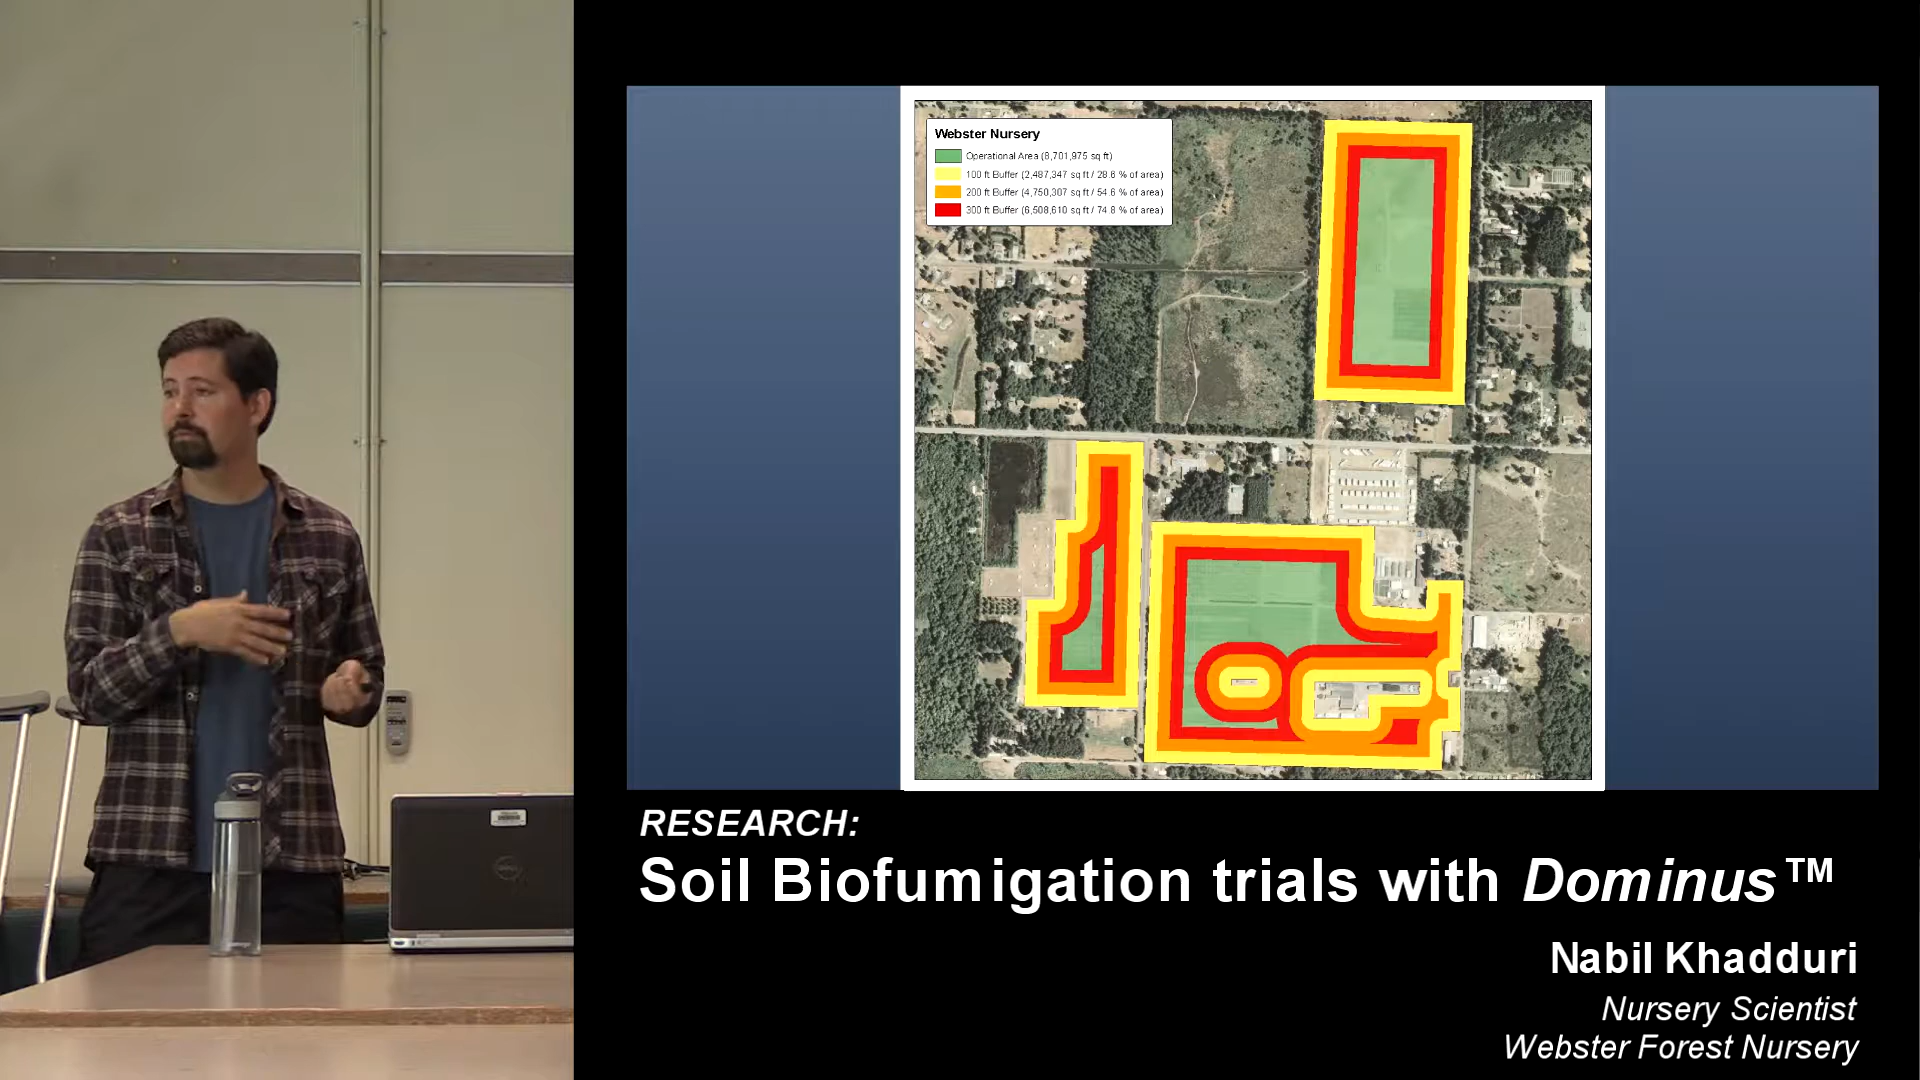 Webster Nursery
Operational Area (8,701,975 sq ft)
100 ft Buffer (2,487,347 sq ft / 28.6 % of area)
200 ft Buffer (4,750,307 sq ft / 54.6 % of area)
300 ft Buffer (6,508,610 sq ft / 74.8 % of area)
RESEARCH:
Soil Biofumigation trials with Dominus™
Nabil Khadduri
Nursery Scientist
Webster Forest Nursery